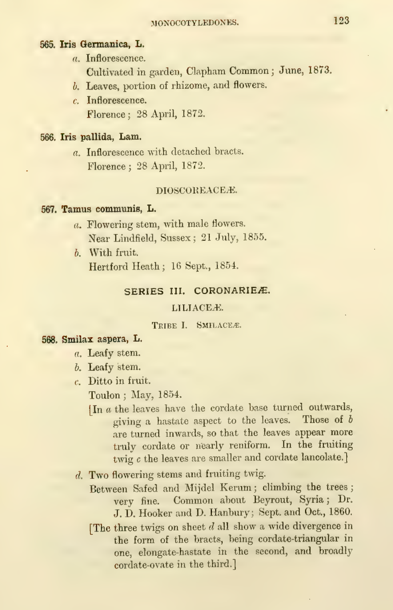 MONOCOTYLEDONES. 123
565. Iris Germanica, L.
a. Inflorescence.
Cultivated in garden, Clapham Common ; June, 1873.
b. Leaves, portion of rhizome, and flowers.
c. Inflorescence.
Florence ; 28 April, 1872.
566. Iris pallida, Lam.
a. Inflorescence with detached bracts.
Florence ; 28 April, 1872.
DIOSCOREACEÆ.
567. Tamus communis, L.
a. Flowering stem, with male flowers.
Near Lindfield, Sussex ; 21 July, 1855.
b. With fruit.
Hertford Heath ; 16 Sept., 1854.
SERIES III. CORONARIEÆ.
LILIACEÆ.
TRIBE I. SMILACEÆ.
568. Smilax aspera, L.
a. Leafy stem.
b. Leafy stem.
c. Ditto in fruit.
Toulon ; May, 1854.
[In a the leaves have the cordate base turned outwards,
giving a hastate aspect to the leaves. Those of b
are turned inwards, so that the leaves appear more
truly cordate or nearly reniform. In the fruiting
twig c the leaves are smaller and cordate lancolate.]
d. Two flowering stems and fruiting twig.
Between Safed and Mijdel Kerum ; climbing the trees ;
very fine. Common about Beyrout, Syria ; Dr.
J. D. Hooker and D. Hanbury ; Sept. and Oct., 1860.
[The three twigs on sheet d all show a wide divergence in
the form of the bracts, being cordate-triangular in
one, elongate-hastate in the second, and broadly
cordate-ovate in the third.]